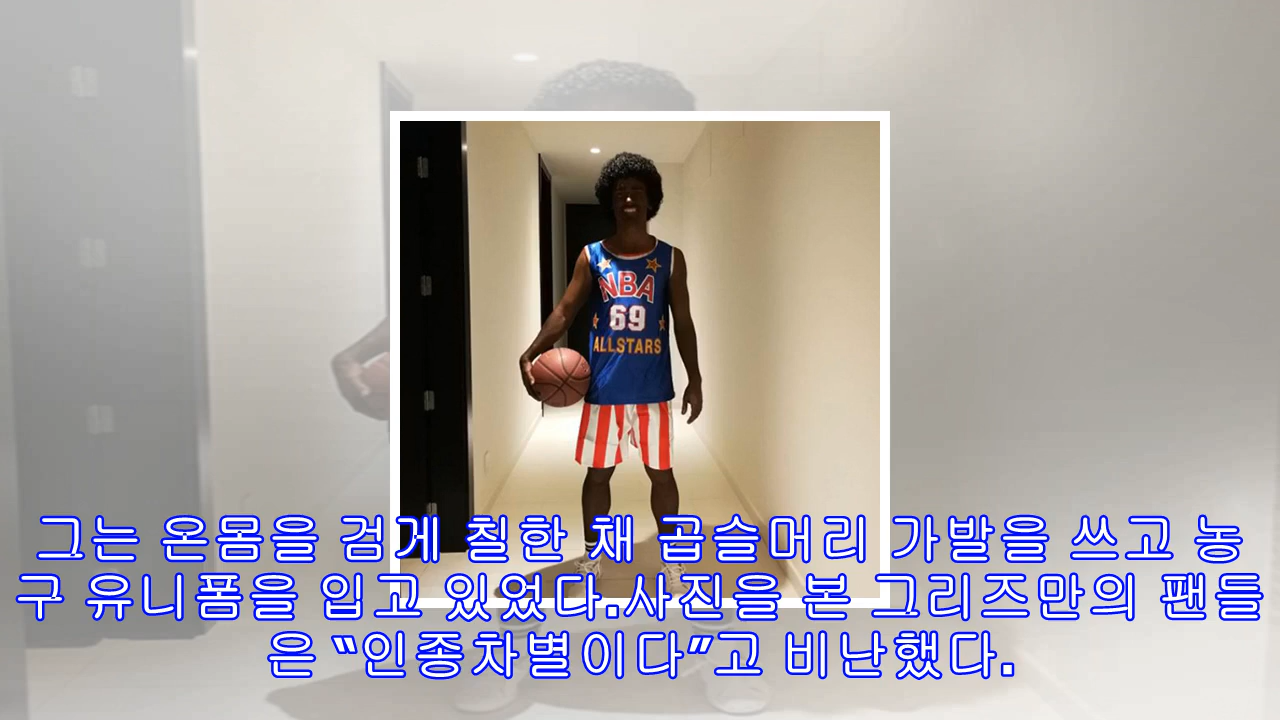 NBA
69
ALLSTARS
그는 온몸을 검게 칠한 채 곱슬머리 가발을 쓰고 농
구 유니폼을 입고 있었다.사진을 본 그리즈만의 팬들
은 “인종차별이다”고 비난했다.